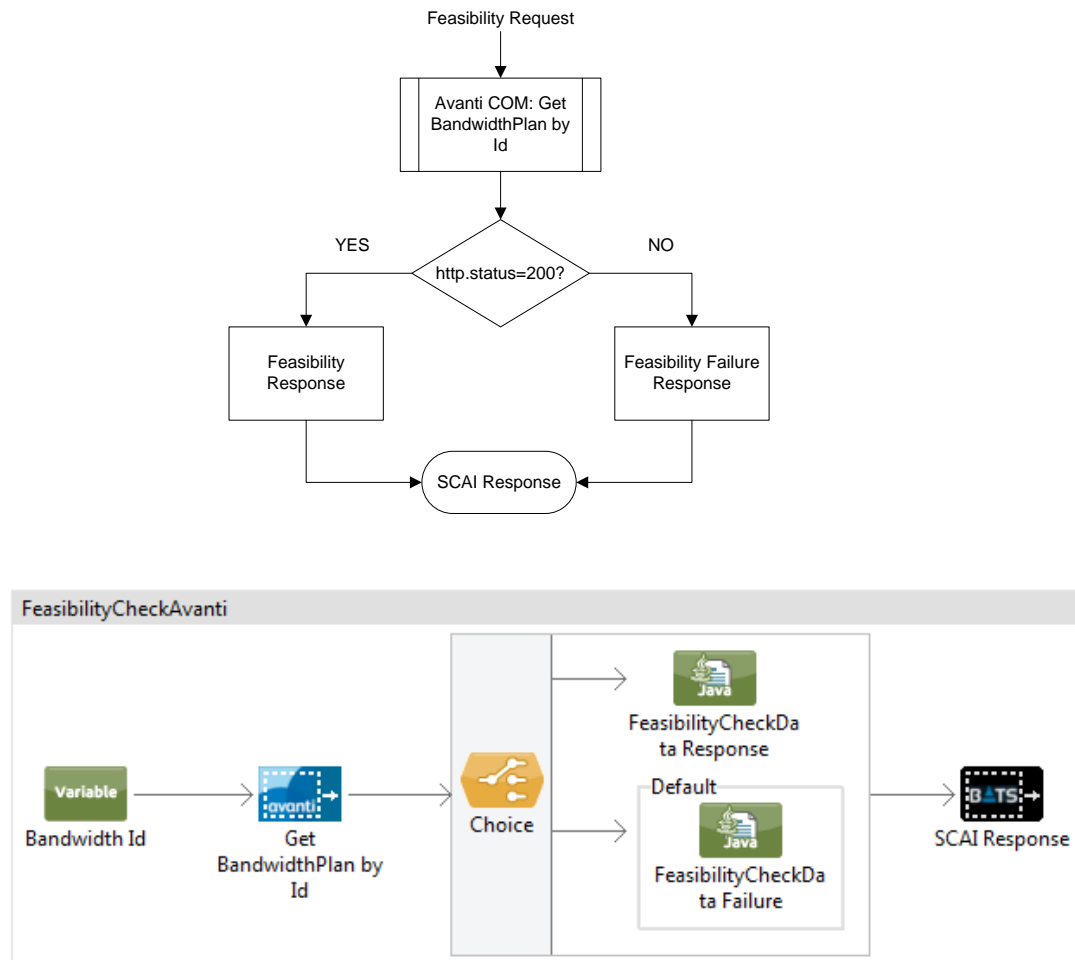 Feasibility Request
Avanti COM: Get
BandwidthPlan by
Id
YES
NO
http.status=200?
Feasibility
Response
Feasibility Failure
Response
SCAI Response
FeasibilityCheckAvanti
Java
FeasibilityCheckDa
ta Response
Default
Variable
avanti
Choice
BATS
Bandwidth Id
Get
BandwidthPlan by
Id
Java
FeasibilityCheckDa
ta Failure
SCAI Response